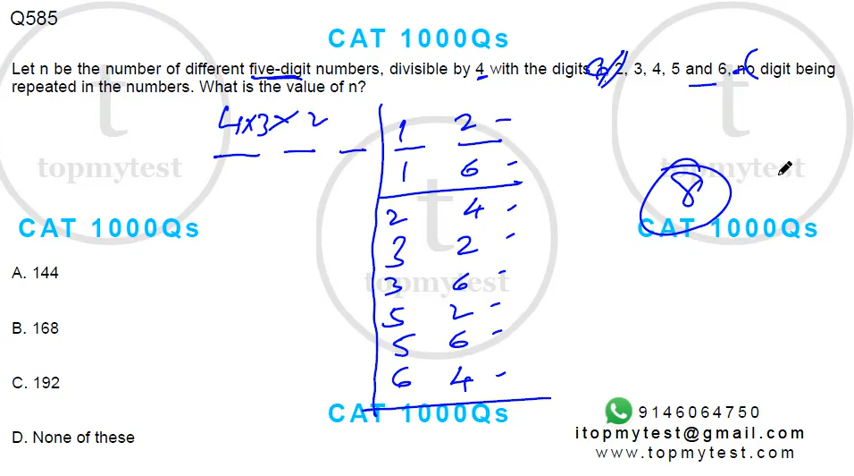 Q585
CAT 1000Qs
Let n be the number of different five-digit numbers, divisible by 4 with the digits 1, 2, 3, 4, 5 and 6, no digit being
repeated in the numbers. What is the value of n?
4×3×2
1 2
1 6
2 4
3 2
3 6
5 2
5 6
6 4
8
topmytest
topmytest
topmytest
CAT 1000Qs
CAT 1000Qs
A. 144
B. 168
C. 192
D. None of these
CAT 1000Qs
9146064750
itopmytest@gmail.com
www.topmytest.com